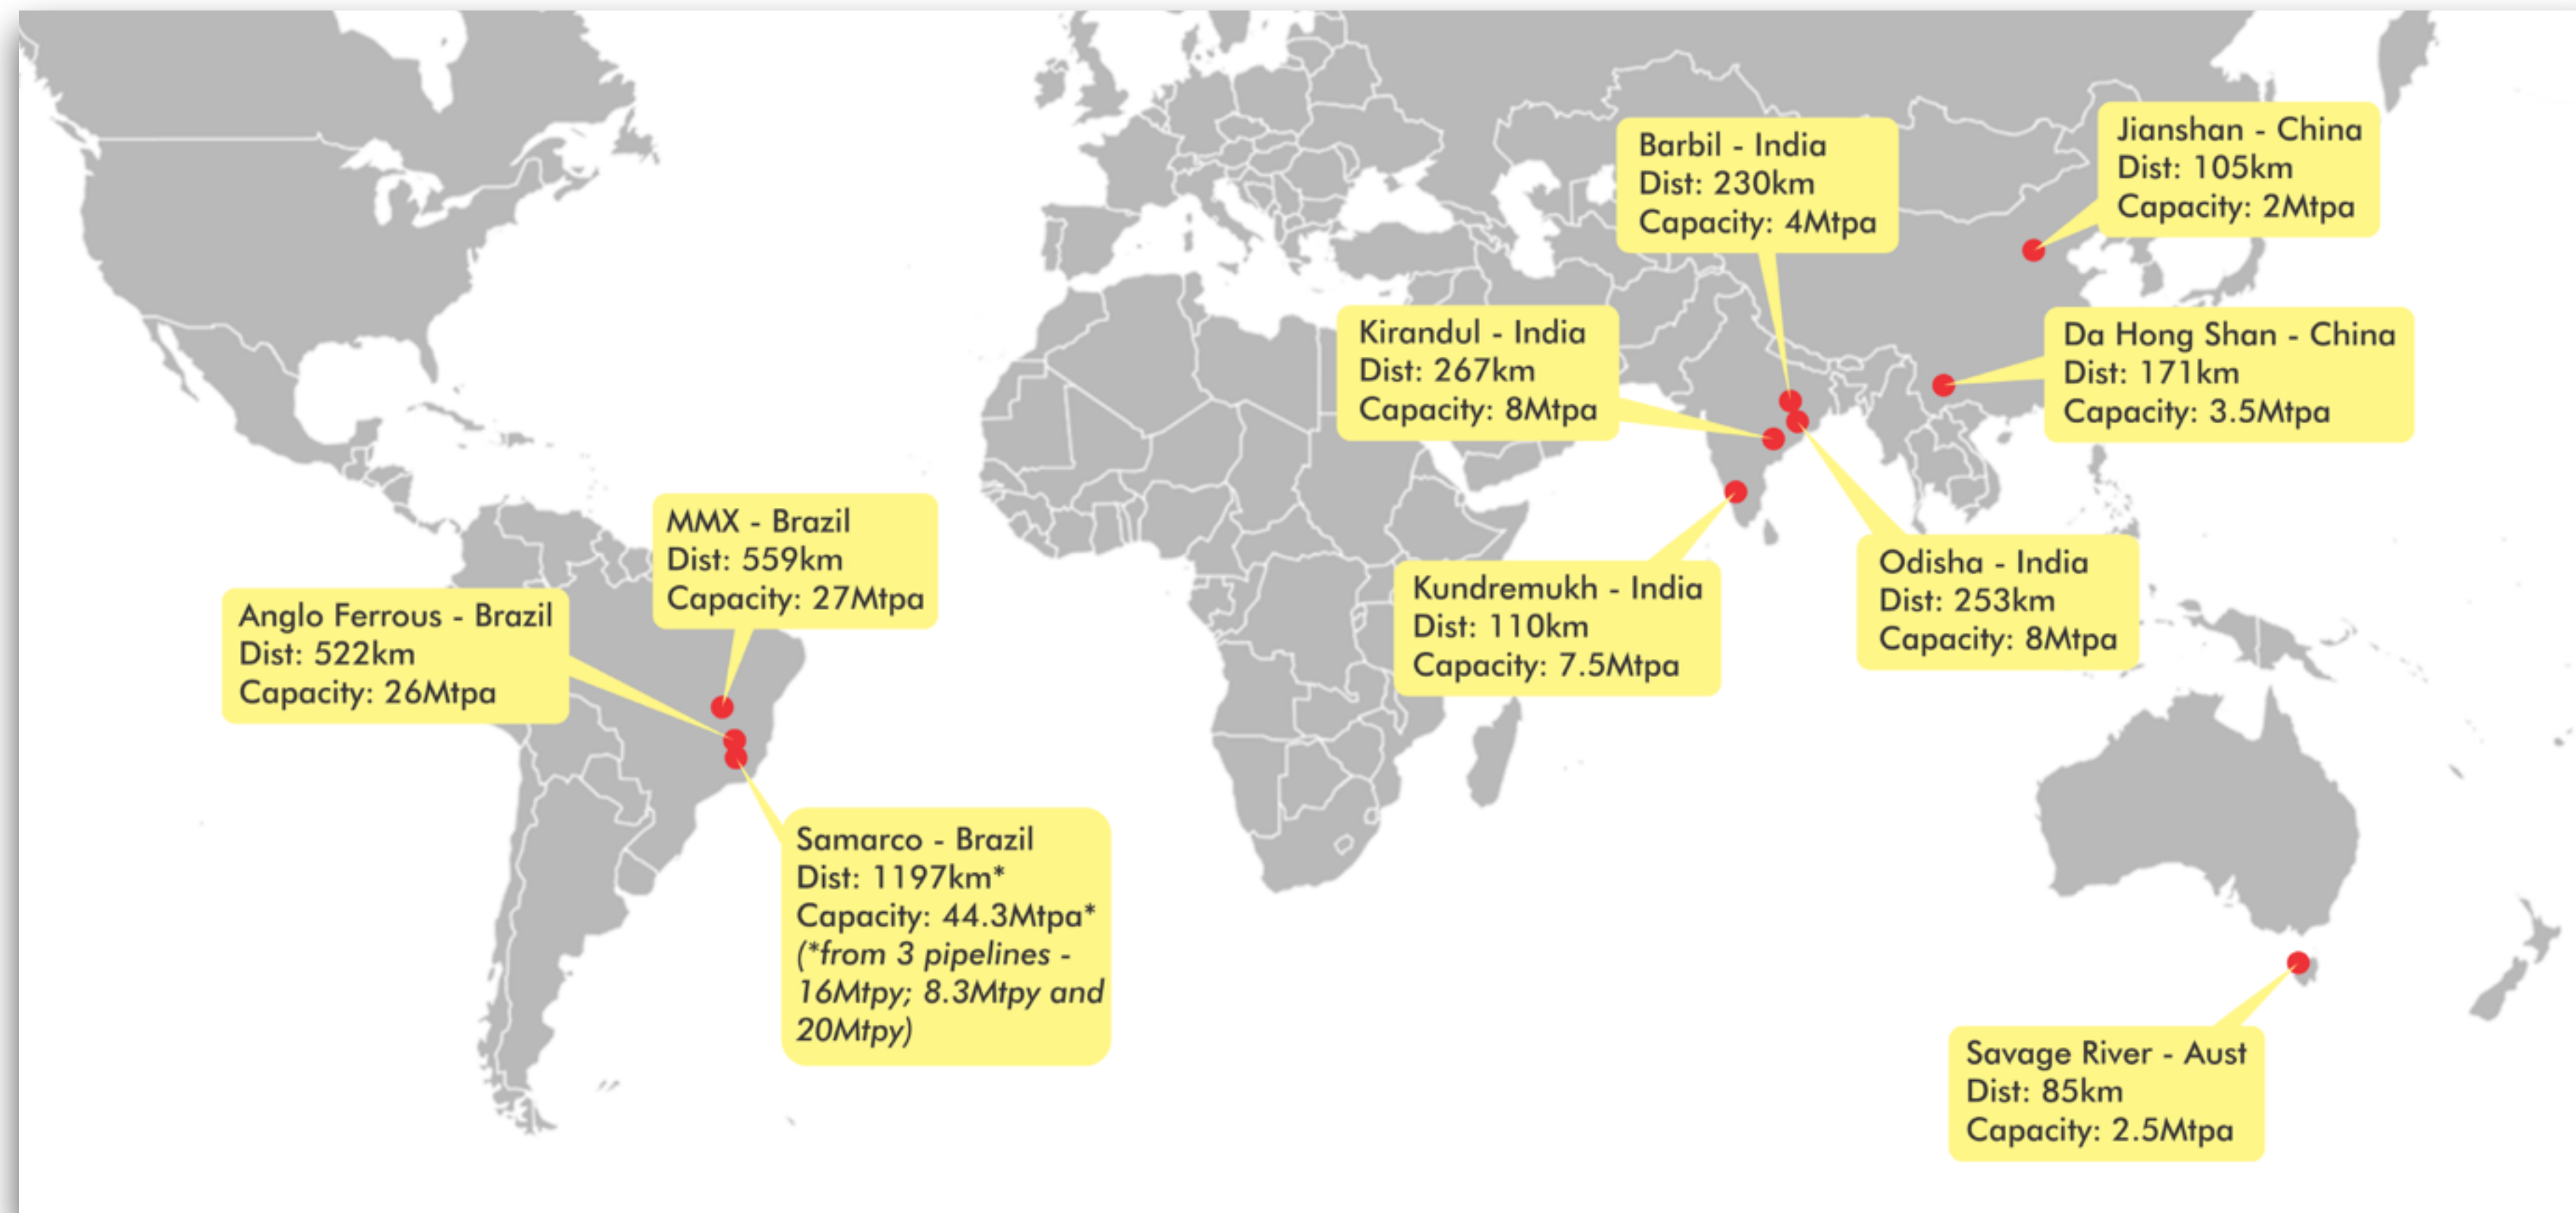 Jianshan - China
Dist: 105km
Capacity: 2Mtpa
Barbil - India
Dist: 230km
Capacity: 4Mtpa
Da Hong Shan - China
Dist: 171km
Capacity: 3.5Mtpa
Kirandul - India
Dist: 267km
Capacity: 8Mtpa
MMX - Brazil
Dist: 559km
Capacity: 27Mtpa
Odisha - India
Dist: 253km
Capacity: 8Mtpa
Kundremukh - India
Dist: 110km
Capacity: 7.5Mtpa
Anglo Ferrous - Brazil
Dist: 522km
Capacity: 26Mtpa
Samarco - Brazil
Dist: 1197km*
Capacity: 44.3Mtpa*
(*from 3 pipelines -
16Mtpy; 8.3Mtpy and
20Mtpy)
Savage River - Aust
Dist: 85km
Capacity: 2.5Mtpa